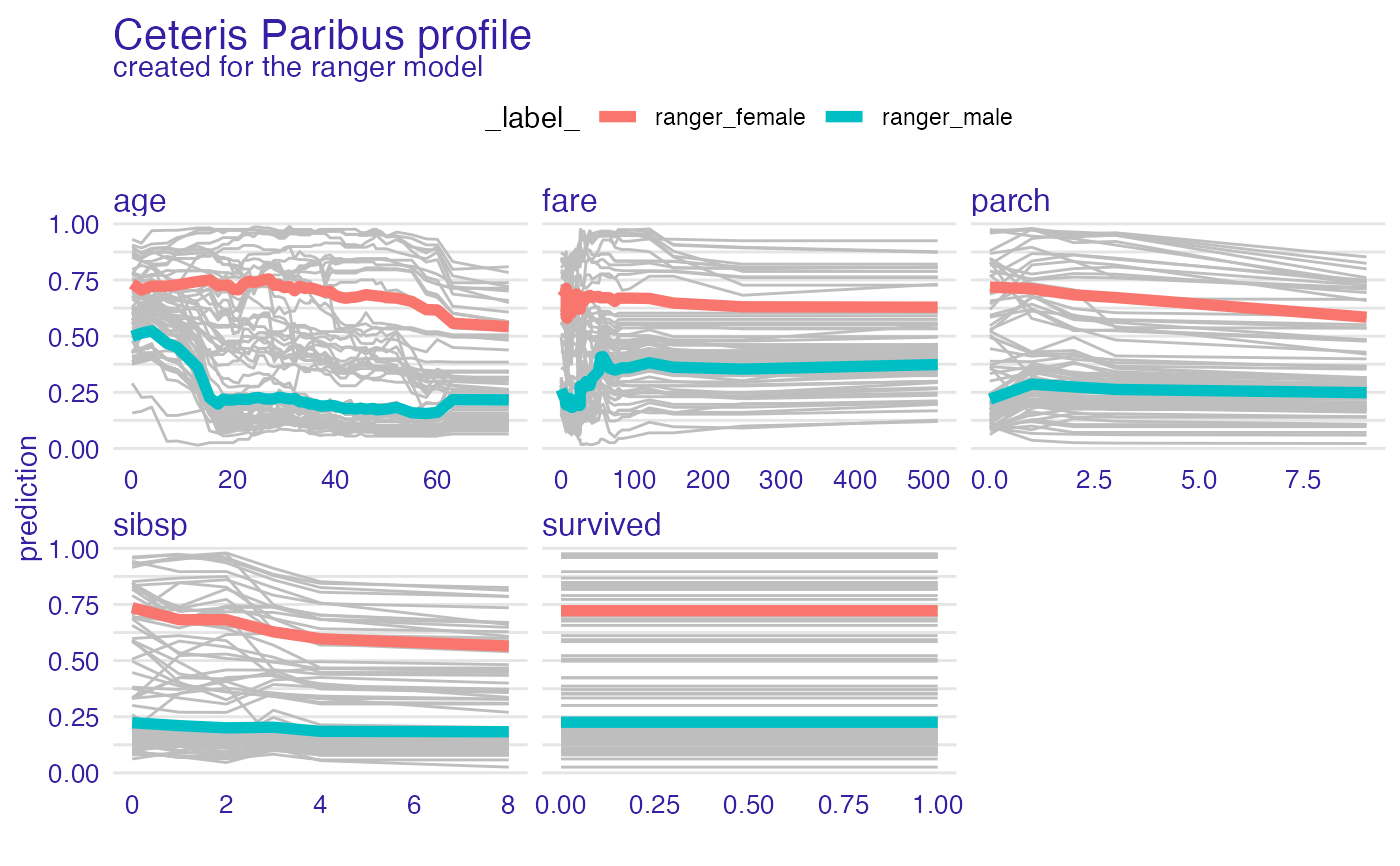 Ceteris Paribus profile
created for the ranger model
_label_ ranger_female ranger_male
age fare parch
1.00
0.75
0.50
0.25
0.00
0 20 40 60 0 100 200 300 400 500 0.0 2.5 5.0 7.5
prediction
sibsp survived
1.00
0.75
0.50
0.25
0.00
0 2 4 6 8 0.00 0.25 0.50 0.75 1.00